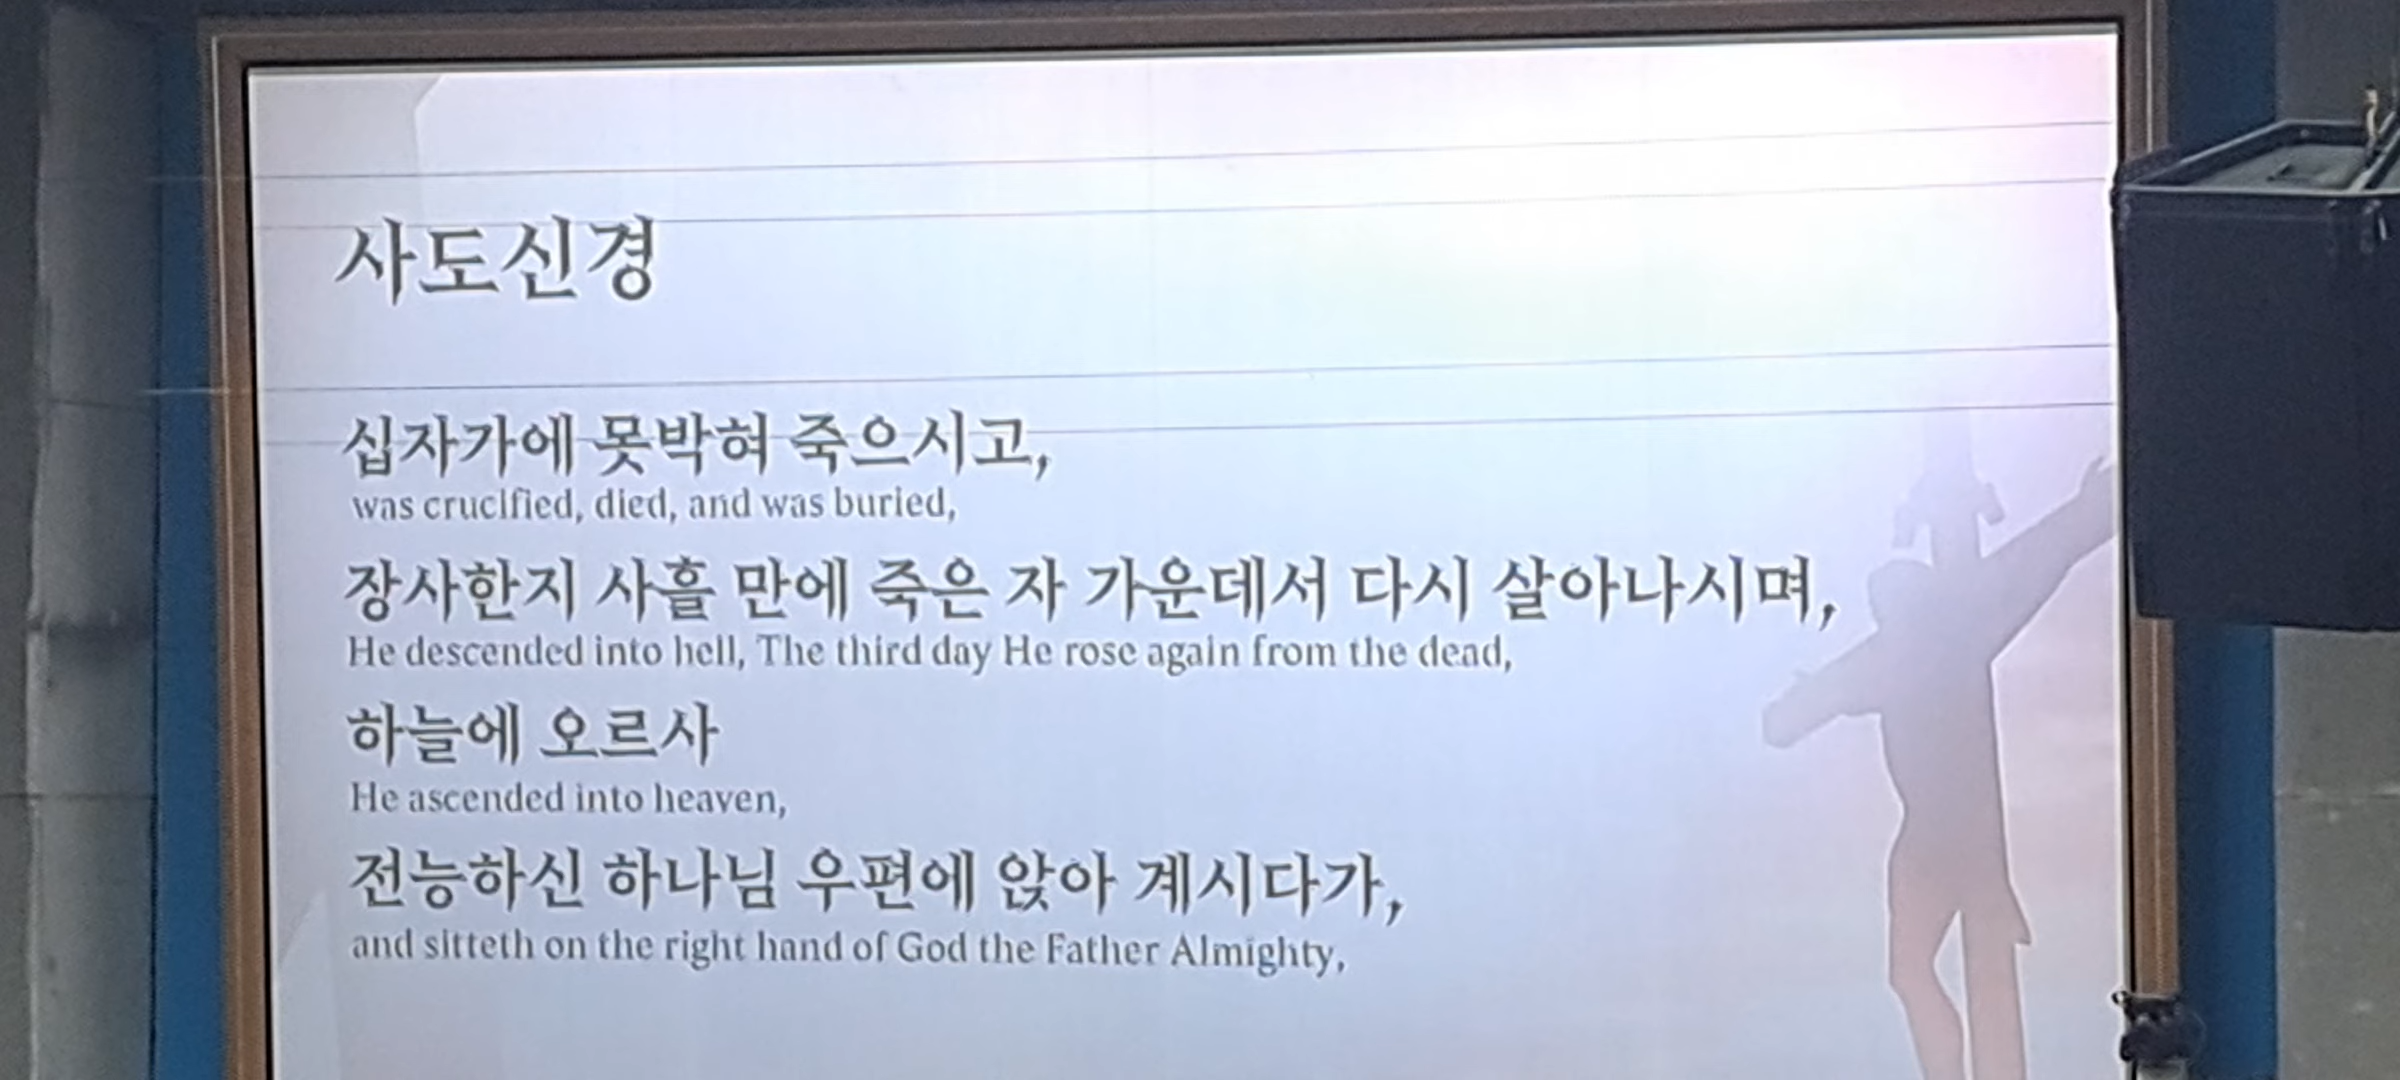 사도신경
십자가에 못박혀 죽으시고,
was crucified, died, and was buried,
장사한지 사흘 만에 죽은 자 가운데서 다시 살아나시며,
He descended into hell, The third day He rose again from the dead,
하늘에 오르사
He ascended into heaven,
전능하신 하나님 우편에 앉아 계시다가,
and sitteth on the right hand of God the Father Almighty,